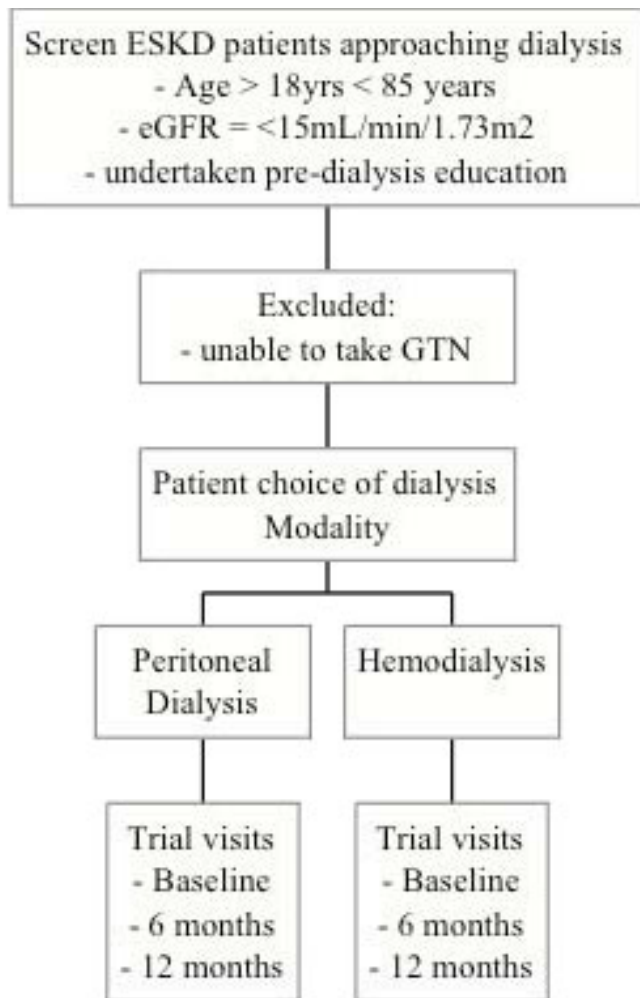 Screen ESKD patients approaching dialysis
- Age > 18yrs < 85 years
- eGFR = <15mL/min/1.73m2
- undertaken pre-dialysis education
Excluded:
- unable to take GTN
Patient choice of dialysis
Modality
Peritoneal
Dialysis
Hemodialysis
Trial visits
- Baseline
- 6 months
- 12 months
Trial visits
- Baseline
- 6 months
- 12 months